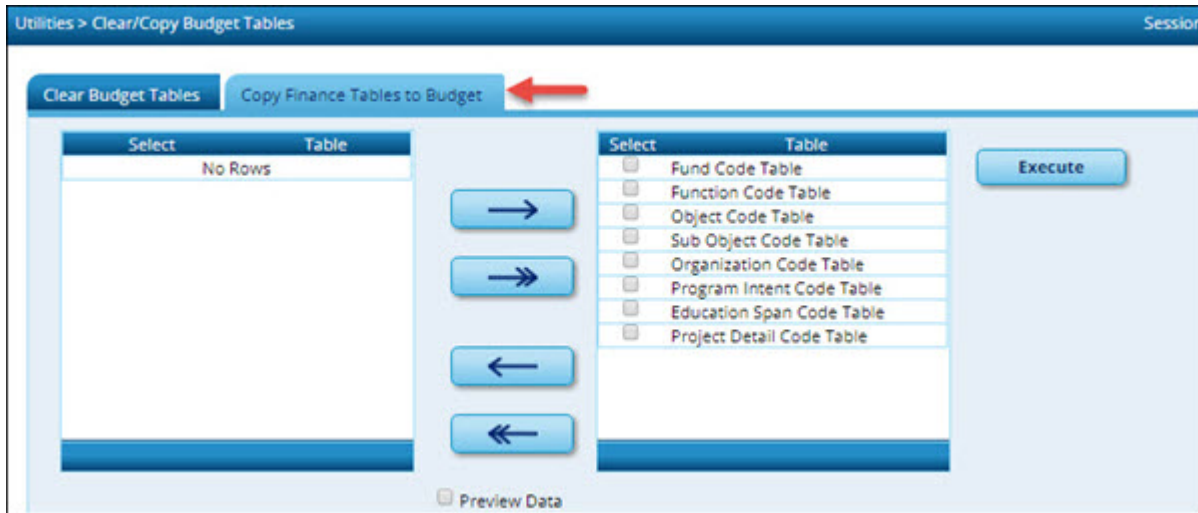 Utilities > Clear/Copy Budget Tables Session
Clear Budget Tables Copy Finance Tables to Budget
Select Table
No Rows
Select Table
Fund Code Table
Function Code Table
Object Code Table
Sub Object Code Table
Organization Code Table
Program Intent Code Table
Education Span Code Table
Project Detail Code Table
Execute
Preview Data